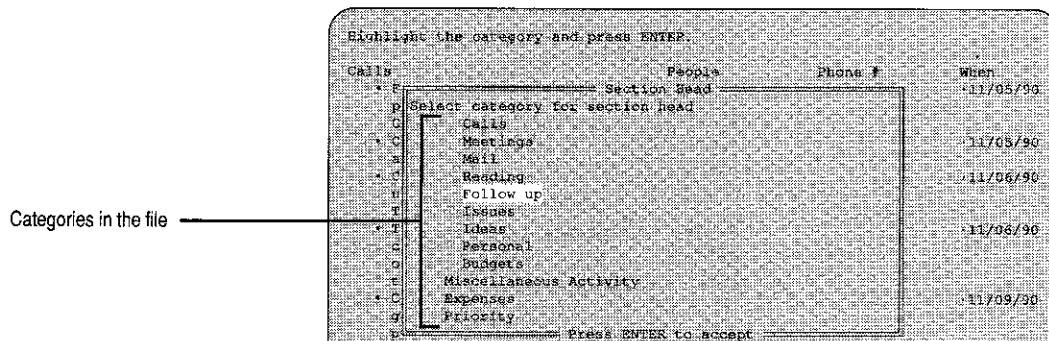 Highlight the category and press ENTER.
Calls People Phone # When
• F 11/05/90
Section Head
p Select category for section head
C Calls
• C Meetings 11/05/90
a Mail
• C Reading 11/06/90
u Follow up
T Issues
• T Ideas 11/06/90
c Personal
o Budgets
t Miscellaneous Activity
• C Expenses 11/09/90
g Priority
p Press ENTER to accept
Categories in the file